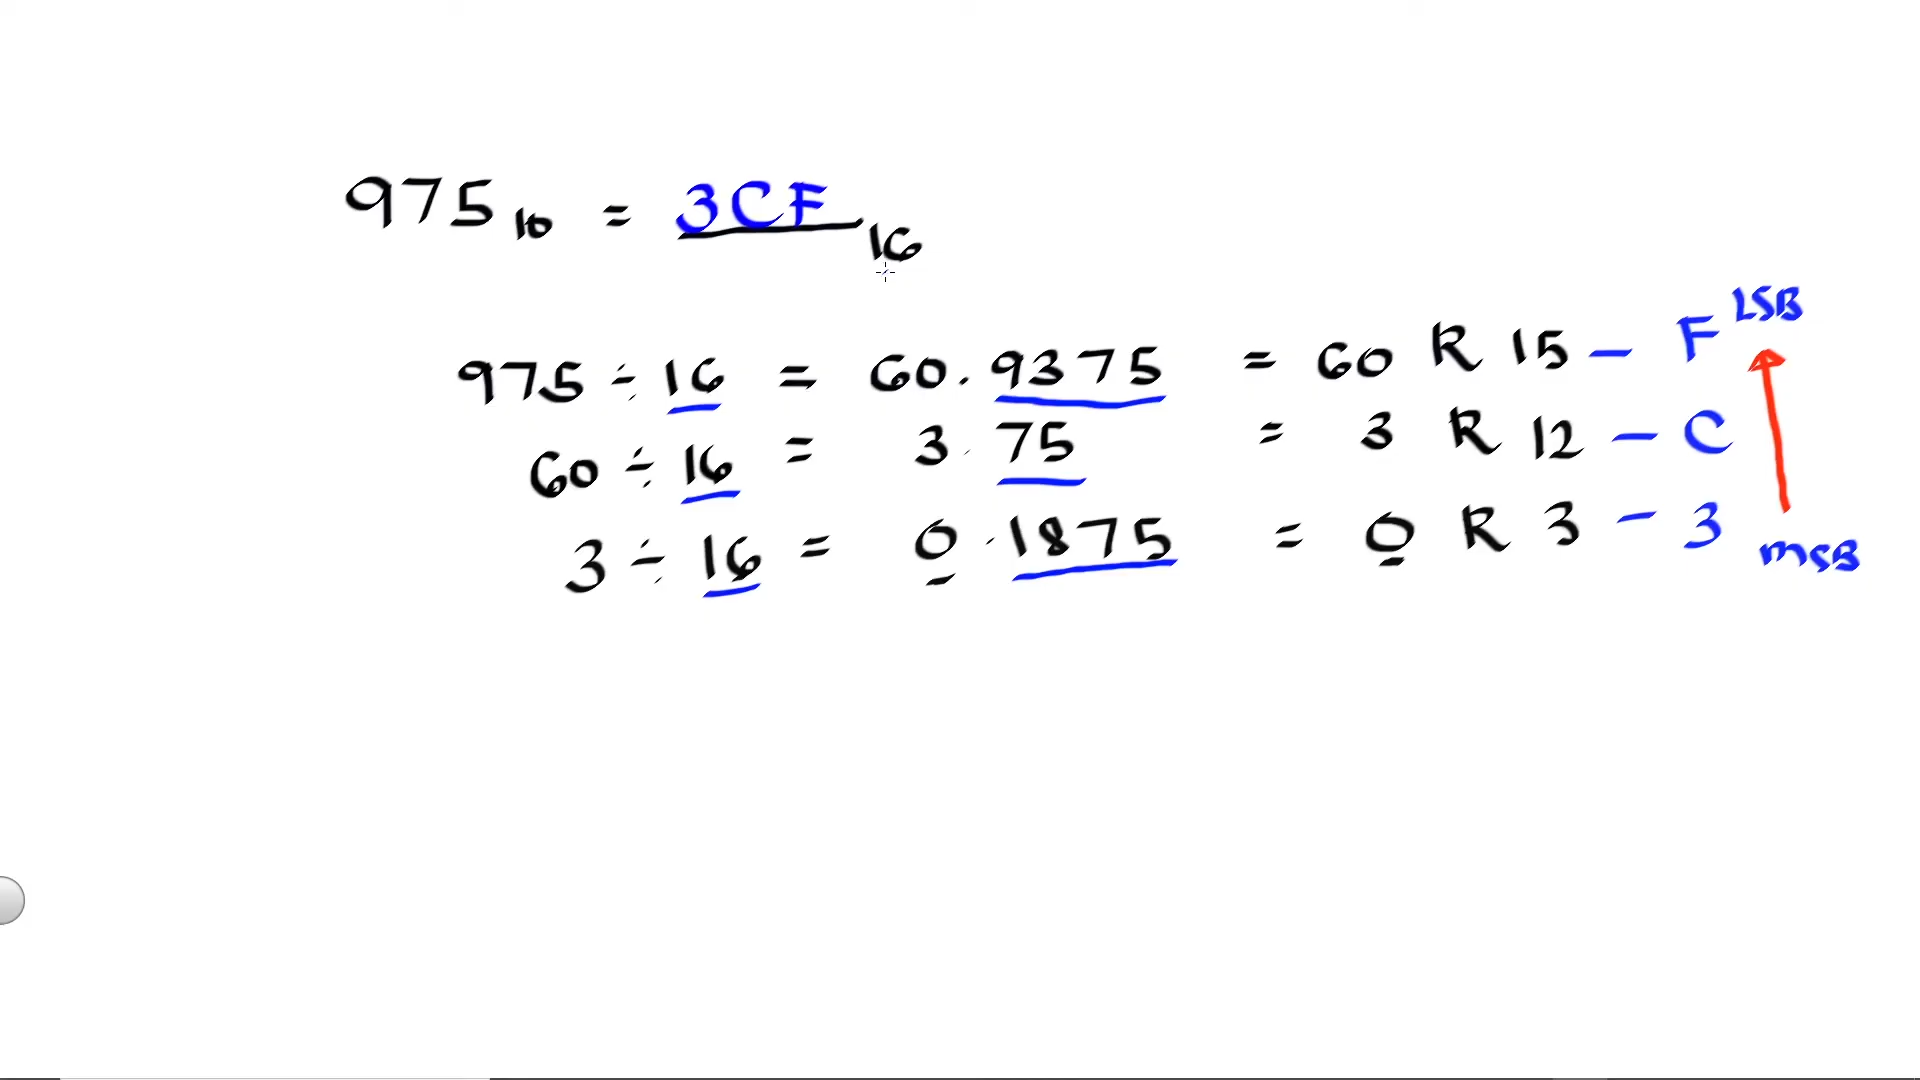 975₁₀ = 3CF₁₆
975 ÷ 16 = 60.9375 = 60 R 15 - F LSB
60 ÷ 16 = 3.75 = 3 R 12 - C
3 ÷ 16 = 0.1875 = 0 R 3 - 3 MSB